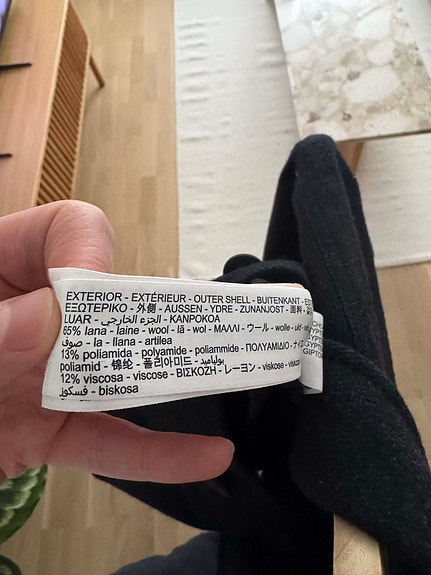 EXTERIOR - EXTÉRIEUR - OUTER SHELL - BUITENKANT -
ΕΞΩΤΕΡΙΚΟ - 外側 - AUSSEN - YDRE - ZUNANJOST - 面料 -
LUAR - الجزء الخارجي - KANPOKOA
65% lana - laine - wool - lã - wol - ΜΑΛΛΙ - ウール - wolle - uld -
صوف - la - llana - artilea
13% poliamida - polyamide - poliammide - ΠΟΛΥΑΜΙΔΙΟ -
poliamid - 锦纶 - 폴리아미드 - بولياميد
12% viscosa - viscose - ΒΙΣΚΟΖΗ - レーヨン - viskose -
فسكوز - biskosa